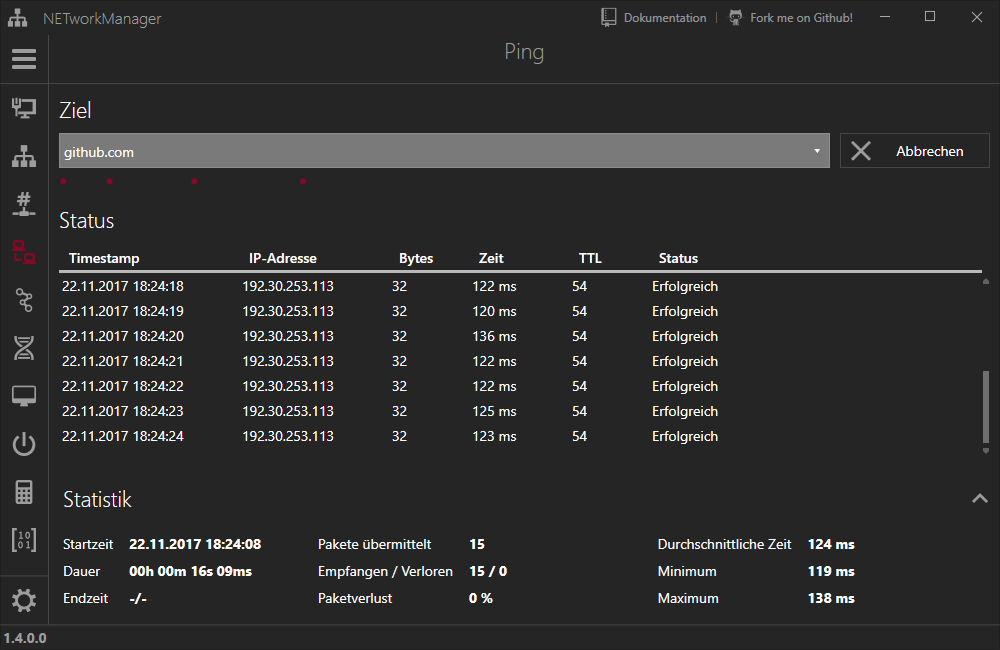 NETworkManager Dokumentation | Fork me on Github!
Ping
Ziel
github.com Abbrechen
Status
Timestamp IP-Adresse Bytes Zeit TTL Status
22.11.2017 18:24:18 192.30.253.113 32 122 ms 54 Erfolgreich
22.11.2017 18:24:19 192.30.253.113 32 120 ms 54 Erfolgreich
22.11.2017 18:24:20 192.30.253.113 32 136 ms 54 Erfolgreich
22.11.2017 18:24:21 192.30.253.113 32 122 ms 54 Erfolgreich
22.11.2017 18:24:22 192.30.253.113 32 122 ms 54 Erfolgreich
22.11.2017 18:24:23 192.30.253.113 32 125 ms 54 Erfolgreich
22.11.2017 18:24:24 192.30.253.113 32 123 ms 54 Erfolgreich
Statistik
Startzeit 22.11.2017 18:24:08 Pakete übermittelt 15 Durchschnittliche Zeit 124 ms
Dauer 00h 00m 16s 09ms Empfangen / Verloren 15 / 0 Minimum 119 ms
Endzeit -/- Paketverlust 0 % Maximum 138 ms
1.4.0.0